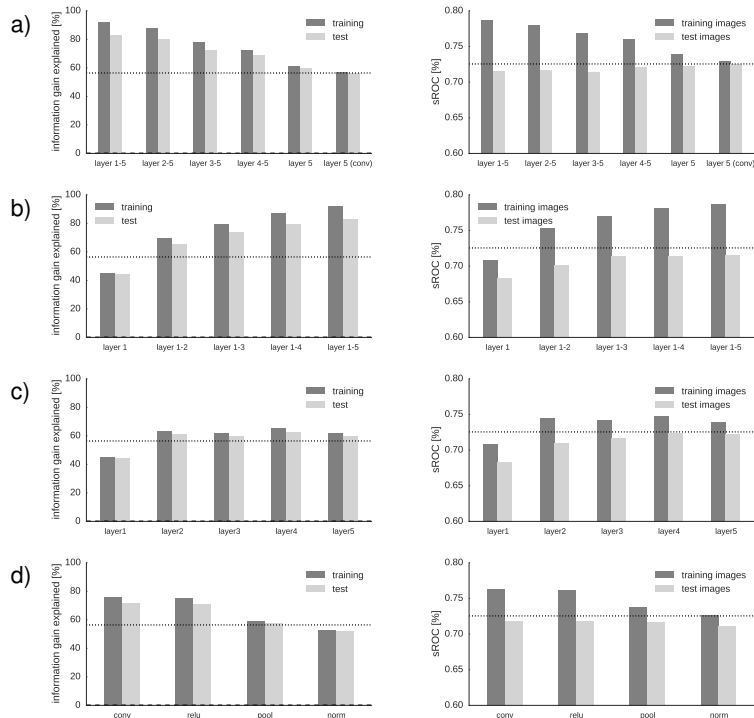 a)
information gain explained [%]
100
80
60
40
20
0
training
test
layer 1-5 layer 2-5 layer 3-5 layer 4-5 layer 5 layer 5 (conv)
sROC [%]
0.80
0.75
0.70
0.65
0.60
training images
test images
layer 1-5 layer 2-5 layer 3-5 layer 4-5 layer 5 layer 5 (conv)
b)
information gain explained [%]
100
80
60
40
20
0
training
test
layer 1 layer 1-2 layer 1-3 layer 1-4 layer 1-5
sROC [%]
0.80
0.75
0.70
0.65
0.60
training images
test images
layer 1 layer 1-2 layer 1-3 layer 1-4 layer 1-5
c)
information gain explained [%]
100
80
60
40
20
0
training
test
layer1 layer2 layer3 layer4 layer5
sROC [%]
0.80
0.75
0.70
0.65
0.60
training images
test images
layer1 layer2 layer3 layer4 layer5
d)
information gain explained [%]
100
80
60
40
20
0
training
test
conv relu pool norm
sROC [%]
0.80
0.75
0.70
0.65
0.60
training images
test images
conv relu pool norm